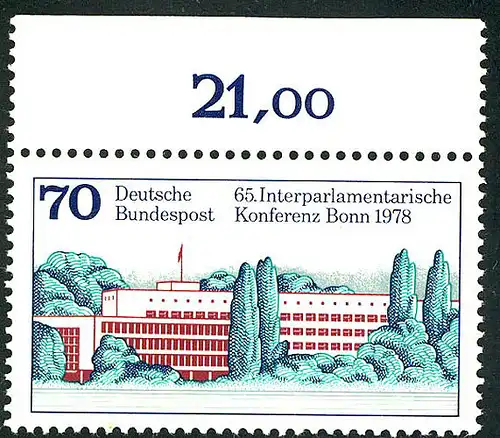 21,00
70
Deutsche
Bundespost
65.Interparlamentarische
Konferenz Bonn 1978